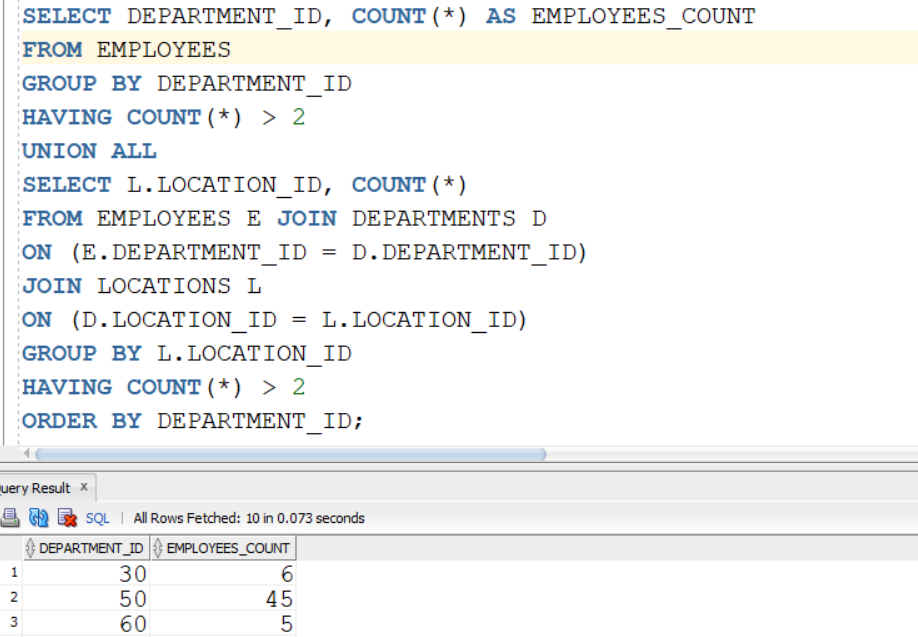 SELECT DEPARTMENT_ID, COUNT(*) AS EMPLOYEES_COUNT
FROM EMPLOYEES
GROUP BY DEPARTMENT_ID
HAVING COUNT(*) > 2
UNION ALL
SELECT L.LOCATION_ID, COUNT(*)
FROM EMPLOYEES E JOIN DEPARTMENTS D
ON (E.DEPARTMENT_ID = D.DEPARTMENT_ID)
JOIN LOCATIONS L
ON (D.LOCATION_ID = L.LOCATION_ID)
GROUP BY L.LOCATION_ID
HAVING COUNT(*) > 2
ORDER BY DEPARTMENT_ID;
uery Result x
SQL | All Rows Fetched: 10 in 0.073 seconds
DEPARTMENT_ID EMPLOYEES_COUNT
1 30 6
2 50 45
3 60 5